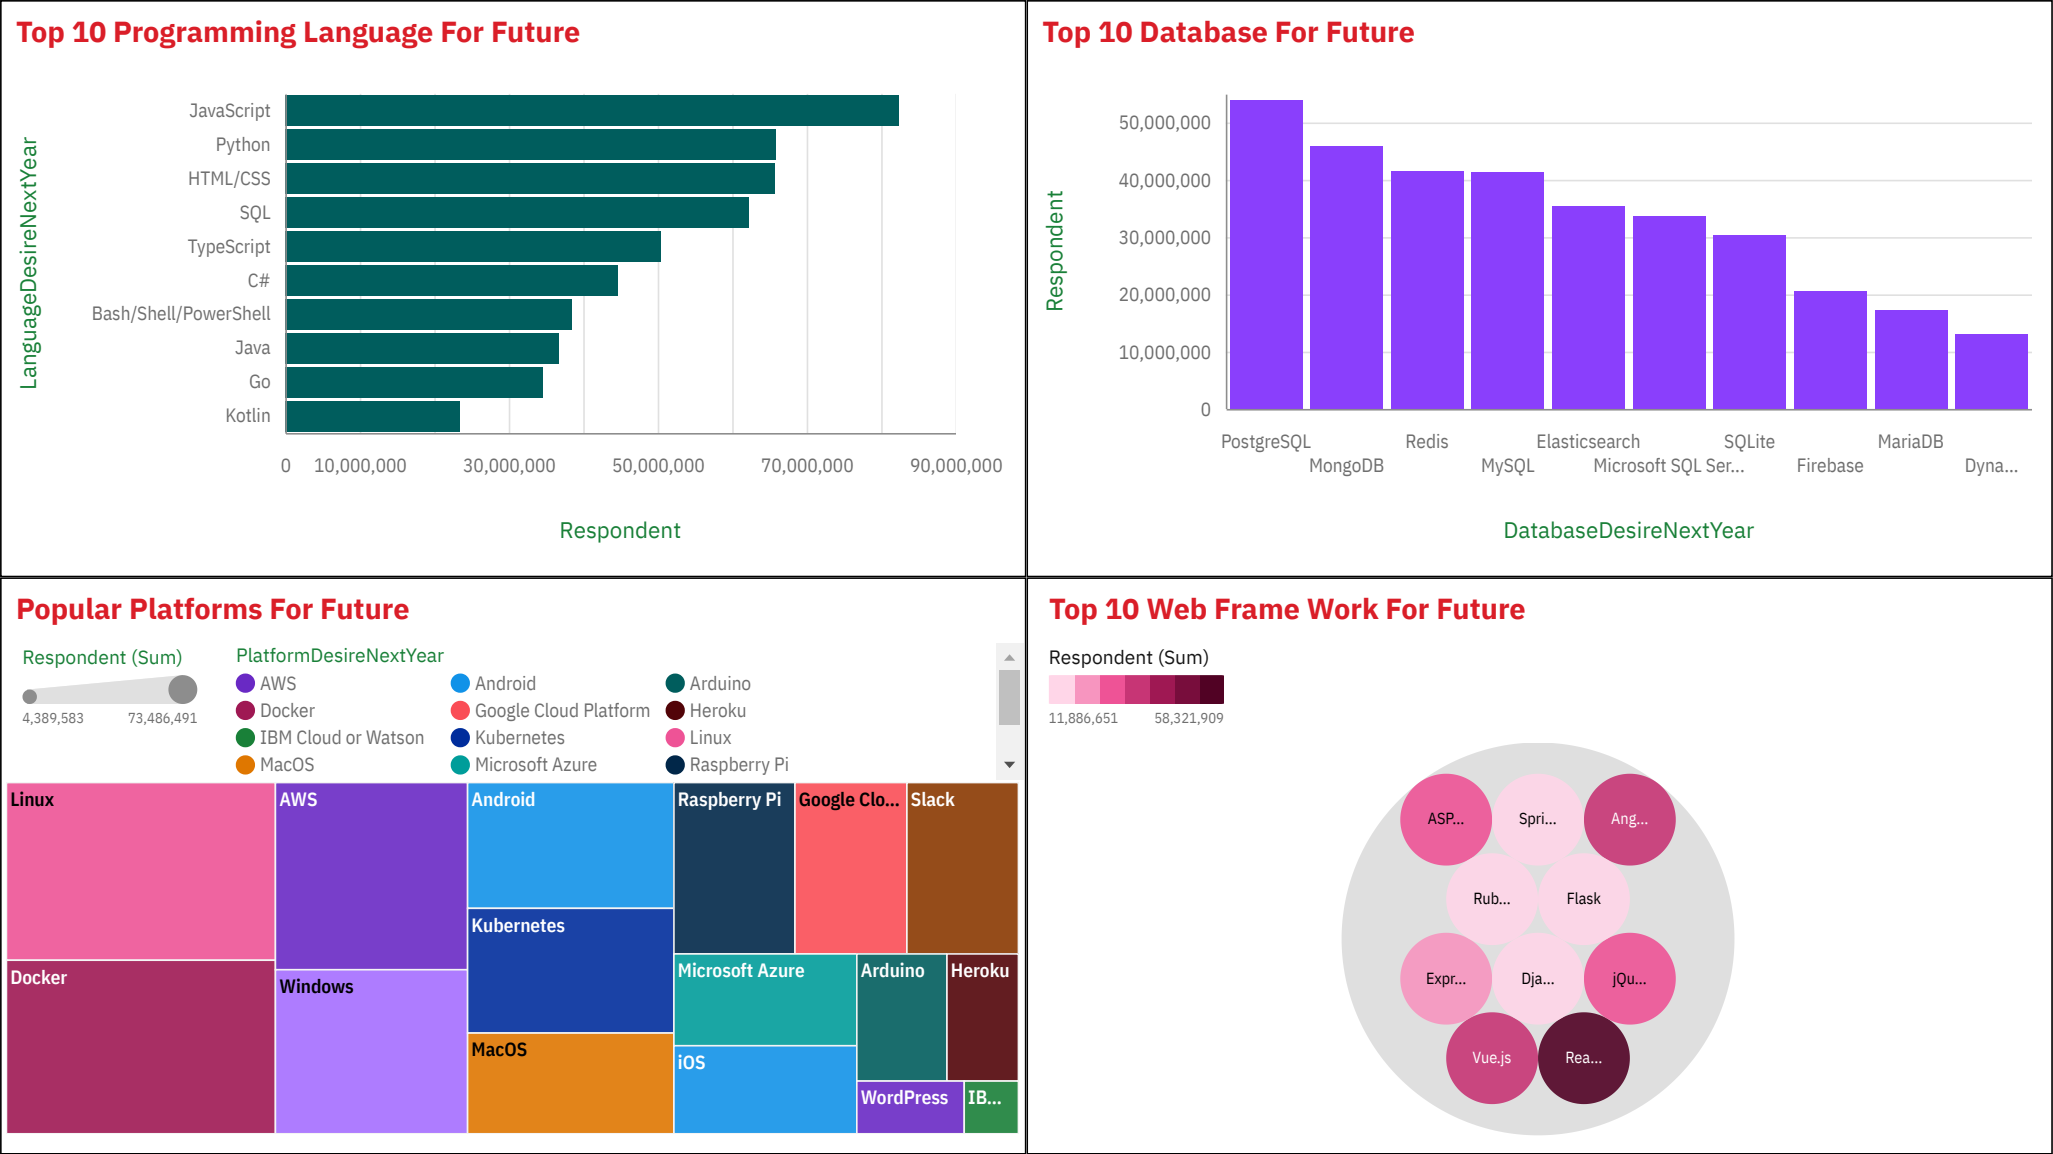 Top 10 Programming Language For Future
LanguageDesireNextYear
JavaScript
Python
HTML/CSS
SQL
TypeScript
C#
Bash/Shell/PowerShell
Java
Go
Kotlin
0 10,000,000 30,000,000 50,000,000 70,000,000 90,000,000
Respondent
Top 10 Database For Future
Respondent
50,000,000
40,000,000
30,000,000
20,000,000
10,000,000
0
PostgreSQL Redis Elasticsearch SQLite MariaDB
MongoDB MySQL Microsoft SQL Ser... Firebase Dyna...
DatabaseDesireNextYear
Popular Platforms For Future
Respondent (Sum)
4,389,583 73,486,491
PlatformDesireNextYear
AWS Android Arduino
Docker Google Cloud Platform Heroku
IBM Cloud or Watson Kubernetes Linux
MacOS Microsoft Azure Raspberry Pi
Linux AWS Android Raspberry Pi Google Clo... Slack
Kubernetes
Docker Microsoft Azure Arduino Heroku
Windows
MacOS
iOS
WordPress IB...
Top 10 Web Frame Work For Future
Respondent (Sum)
11,886,651 58,321,909
ASP... Spri... Ang...
Rub... Flask
Expr... Dja... jQu...
Vue.js Rea...